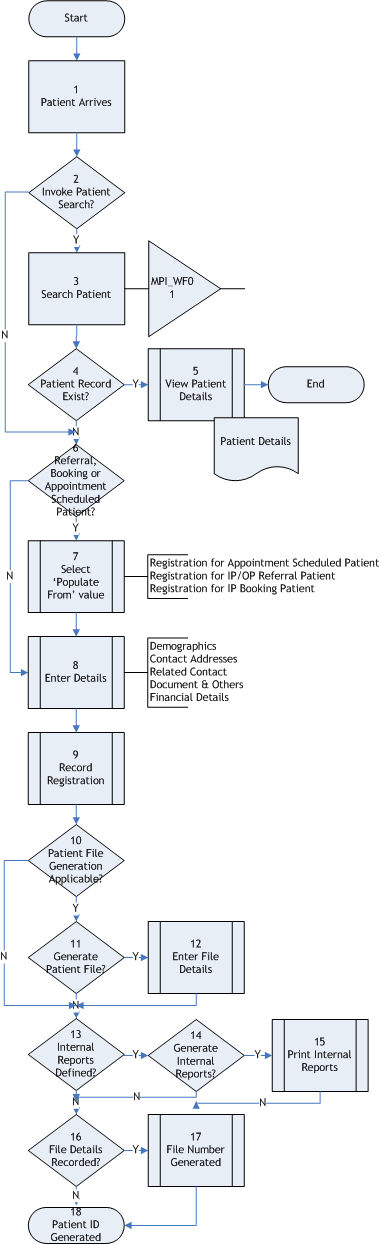 Start
1
Patient Arrives
2
Invoke Patient
Search?
Y
N
3
Search Patient
MPI_WF0
1
4
Patient Record
Exist?
Y
N
5
View Patient
Details
End
Patient Details
6
Referral,
Booking or
Appointment
Scheduled
Patient?
Y
N
7
Select
‘Populate
From’ value
Registration for Appointment Scheduled Patient
Registration for IP/OP Referral Patient
Registration for IP Booking Patient
8
Enter Details
Demographics
Contact Addresses
Related Contact
Document & Others
Financial Details
9
Record
Registration
10
Patient File
Generation
Applicable?
Y
N
11
Generate
Patient File?
Y
N
12
Enter File
Details
13
Internal
Reports
Defined?
Y
N
14
Generate
Internal
Reports?
Y
N
15
Print Internal
Reports
N
16
File Details
Recorded?
Y
N
17
File Number
Generated
18
Patient ID
Generated